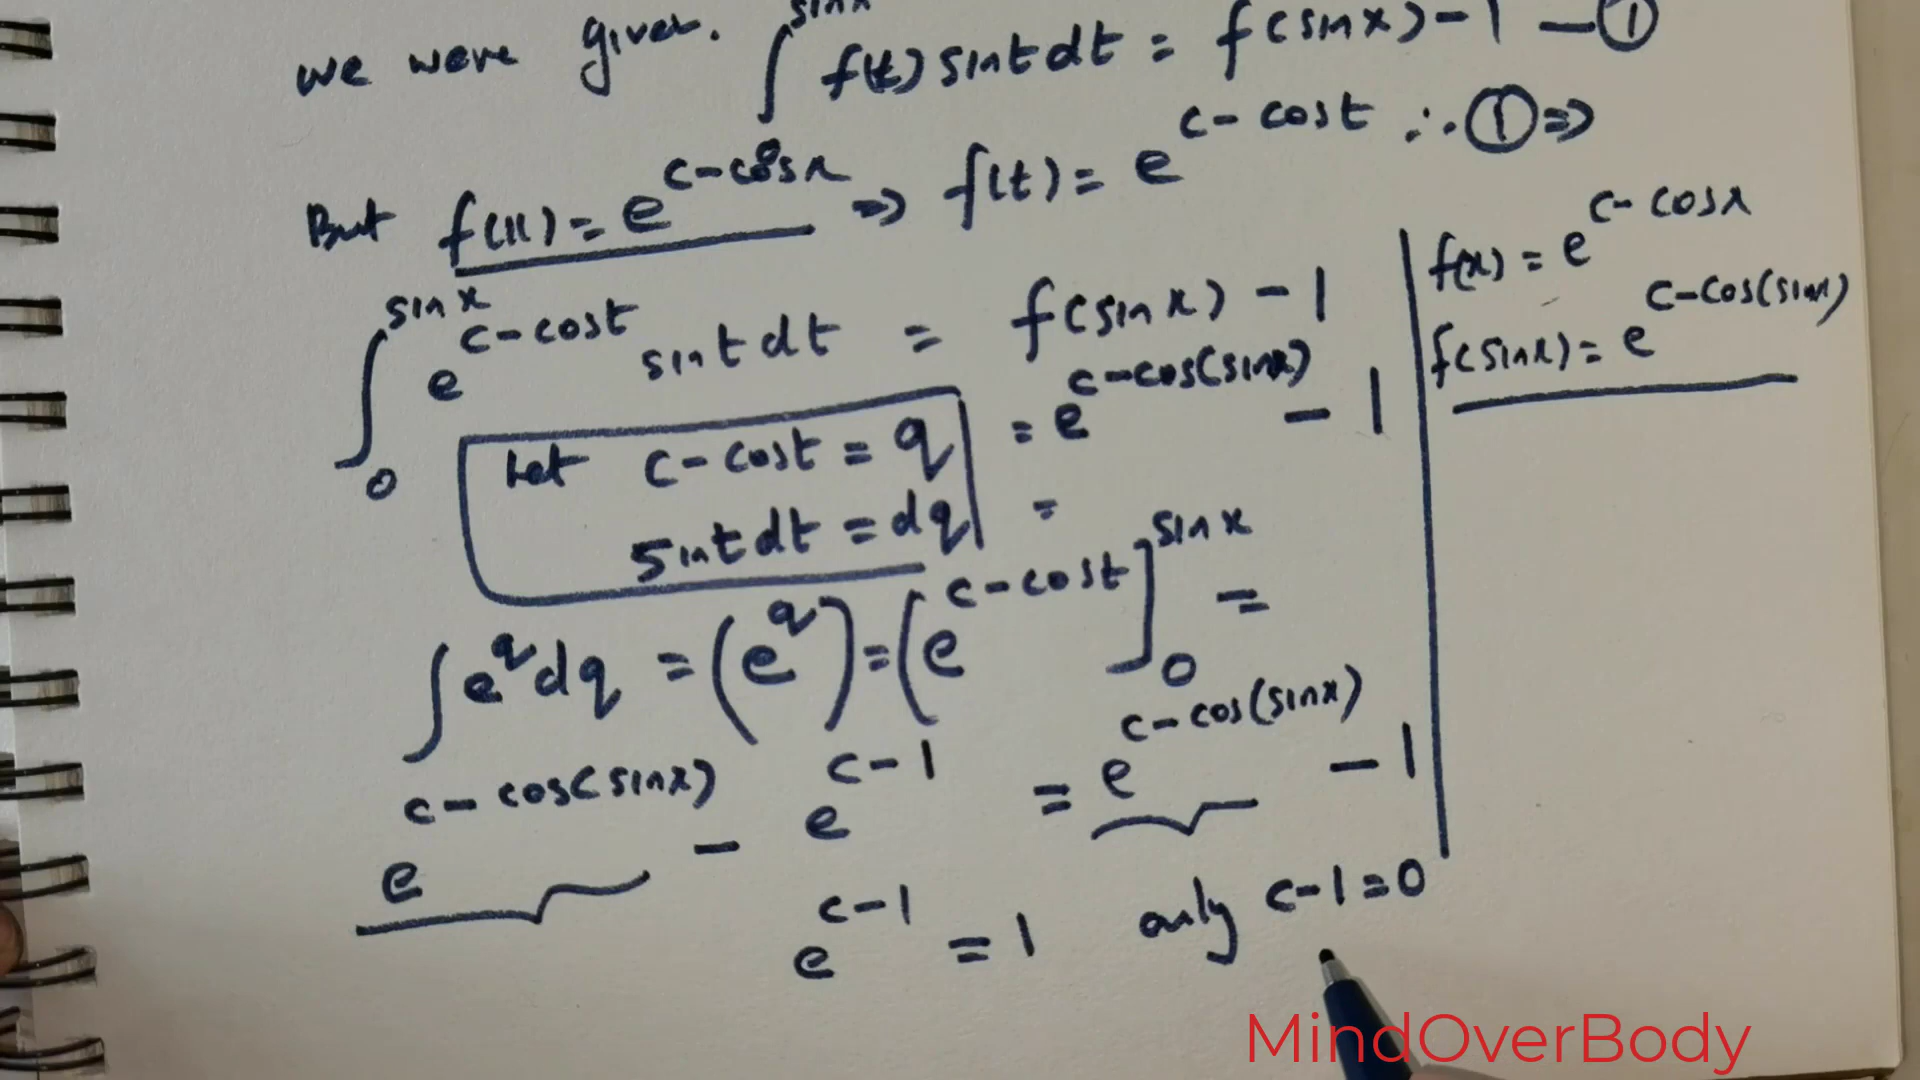 we were given. ∫ sinx f(t) sint dt = f(sinx) - 1 — ①
0
But f(x) = e^{c-cosx} ⇒ f(t) = e^{c-cost} ∴ ① ⇒
∫_0^{sinx} e^{c-cost} sint dt = f(sinx) - 1
f(x) = e^{c-cosx}
f(sinx) = e^{c-cos(sinx)}
= e^{c-cos(sinx)} - 1
Let c - cost = q
sint dt = dq =
∫ e^q dq = (e^q) = (e^{c-cost}]_0^{sinx} =
e^{c-cos(sinx)} - e^{c-1} = e^{c-cos(sinx)} - 1
e^{c-1} = 1 only c-1=0
MindOverBody